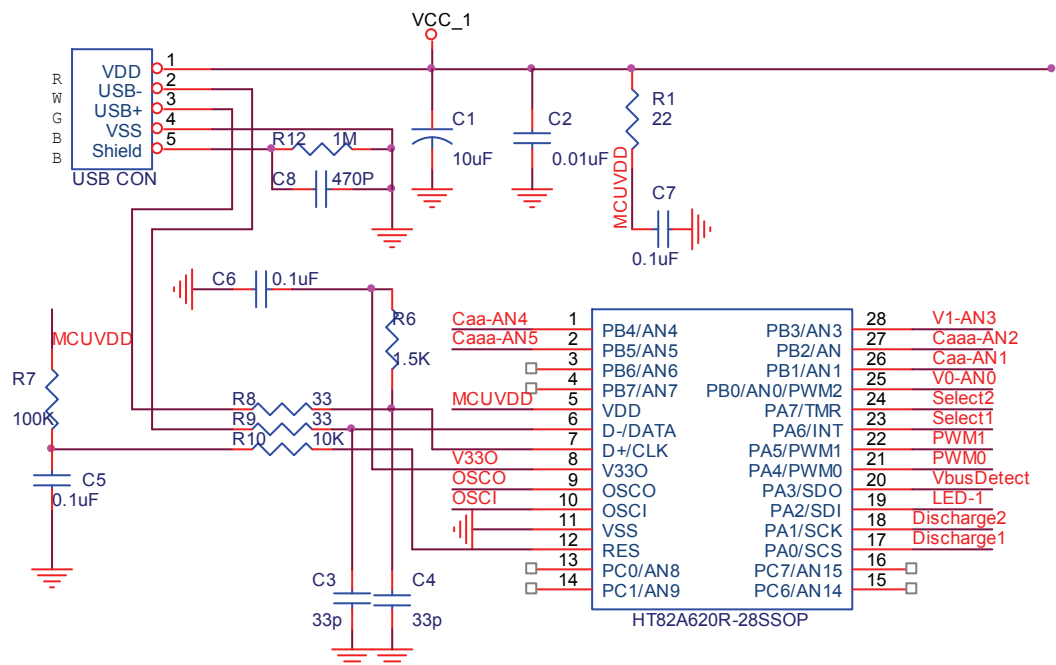 VCC_1
R
W
G
B
B
VDD 1
USB- 2
USB+ 3
VSS 4
Shield 5
USB CON
R12 1M
C8 470P
C1
10uF
C2
0.01uF
R1
22
MCUVDD
C7
0.1uF
C6 0.1uF
R6
1.5K
MCUVDD
R7
100K
C5
0.1uF
R8 33
R9 33
R10 10K
C3
33p
C4
33p
Caa-AN4 1 PB4/AN4
Caaa-AN5 2 PB5/AN5
3 PB6/AN6
4 PB7/AN7
MCUVDD 5 VDD
6 D-/DATA
7 D+/CLK
V33O 8 V33O
OSCO 9 OSCO
OSCI 10 OSCI
11 VSS
12 RES
13 PC0/AN8
14 PC1/AN9
PB3/AN3 28 V1-AN3
PB2/AN 27 Caaa-AN2
PB1/AN1 26 Caa-AN1
PB0/AN0/PWM2 25 V0-AN0
PA7/TMR 24 Select2
PA6/INT 23 Select1
PA5/PWM1 22 PWM1
PA4/PWM0 21 PWM0
PA3/SDO 20 VbusDetect
PA2/SDI 19 LED-1
PA1/SCK 18 Discharge2
PA0/SCS 17 Discharge1
PC7/AN15 16
PC6/AN14 15
HT82A620R-28SSOP